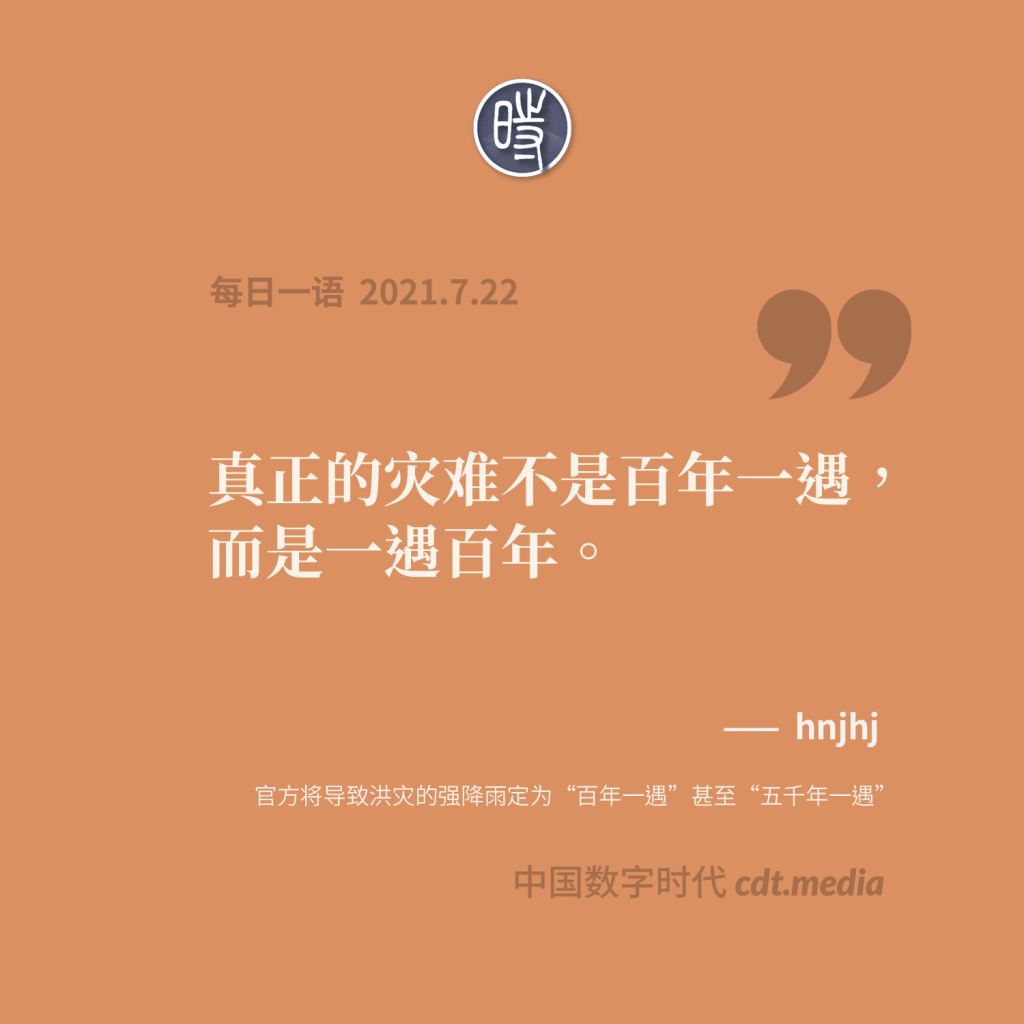 時
每日一语 2021.7.22
真正的灾难不是百年一遇，
而是一遇百年。
—— hnjhj
官方将导致洪灾的强降雨定为“百年一遇”甚至“五千年一遇”
中国数字时代 cdt.media